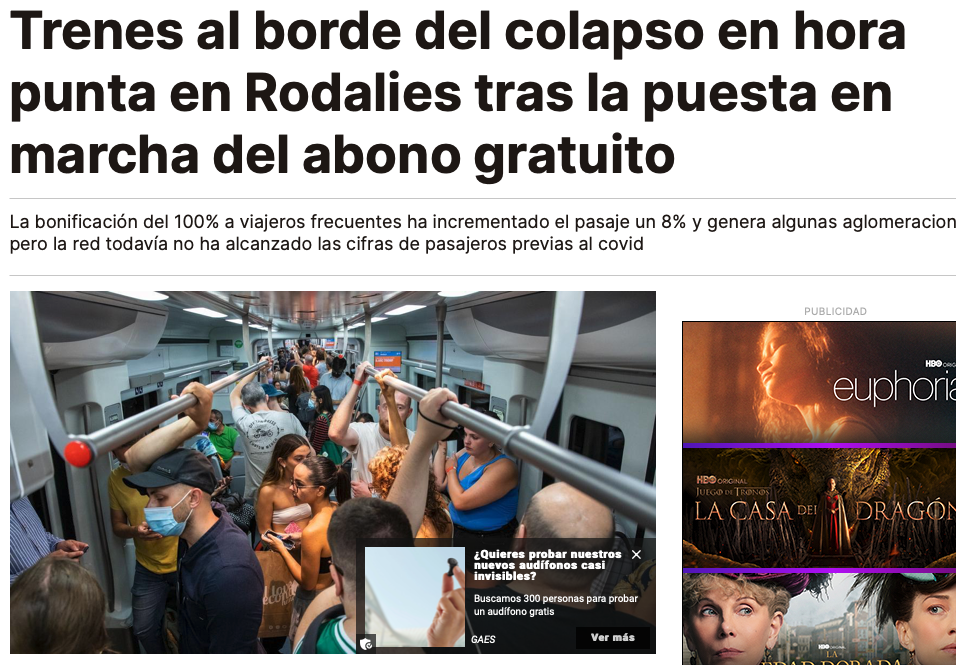 Trenes al borde del colapso en hora
punta en Rodalies tras la puesta en
marcha del abono gratuito
La bonificación del 100% a viajeros frecuentes ha incrementado el pasaje un 8% y genera algunas aglomeracion
pero la red todavía no ha alcanzado las cifras de pasajeros previas al covid
PUBLICIDAD
HBO ORIG
euphoria
HBO ORIGINAL
JUEGO DE TRONOS
LA CASA DEL DRAGÓN
HBO ORIGINAL
LA
EDAD DORADA
¿Quieres probar nuestros
nuevos audífonos casi
invisibles?
Buscamos 300 personas para probar
un audífono gratis
GAES
Ver más